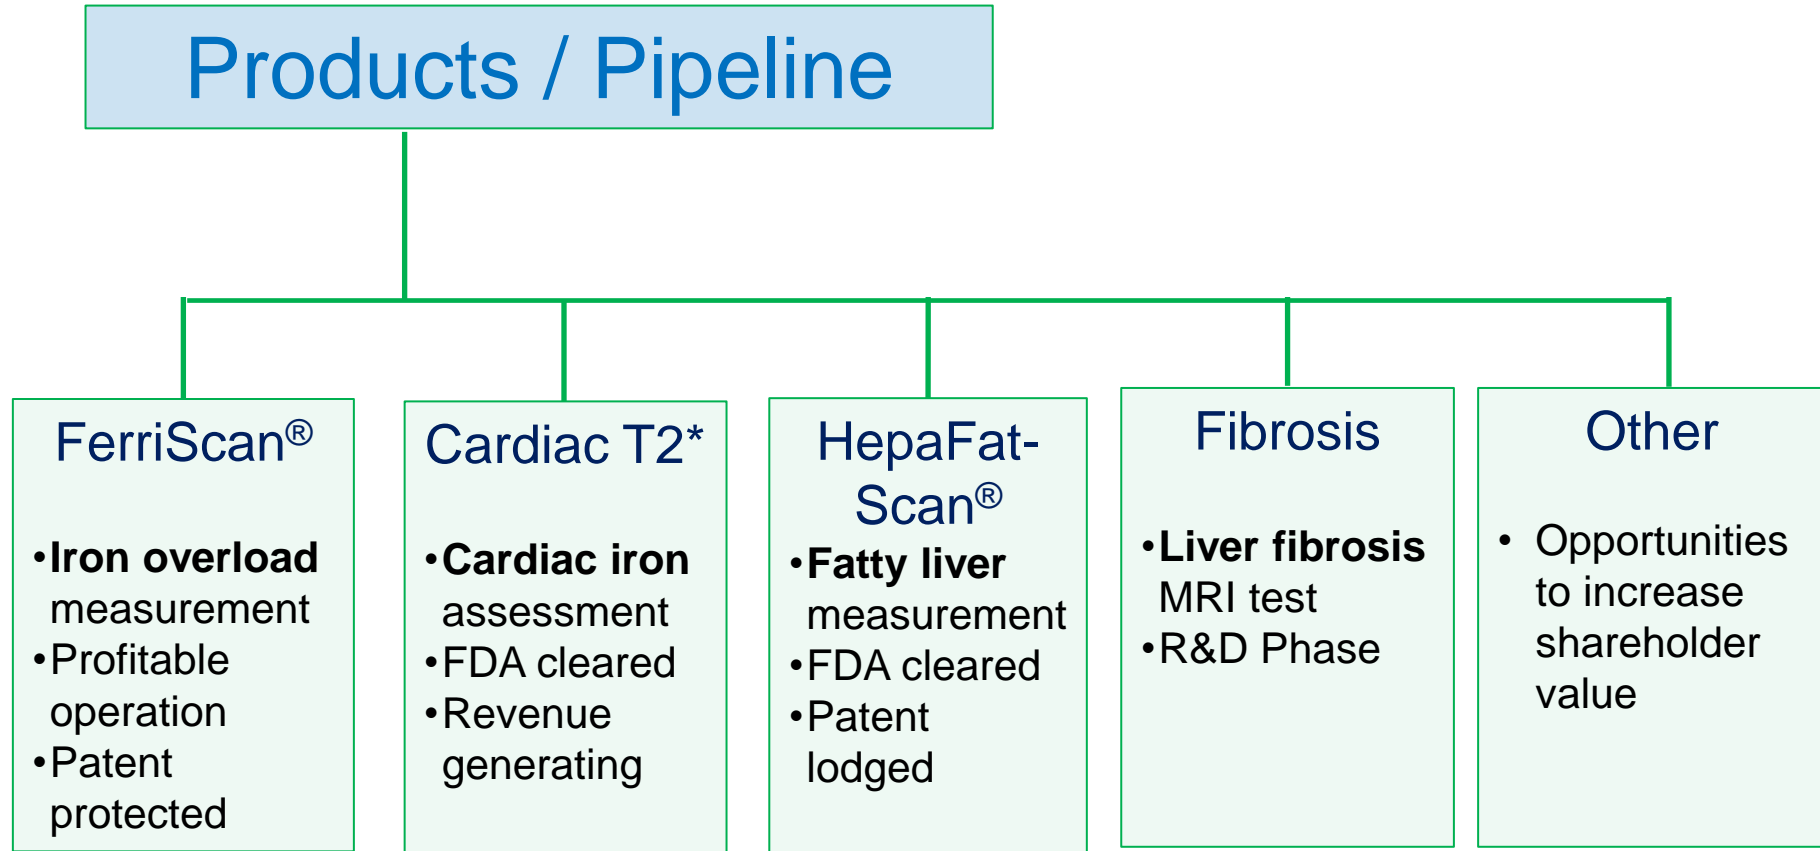 Products / Pipeline
FerriScan®
•Iron overload
measurement
•Profitable
operation
•Patent
protected
Cardiac T2*
•Cardiac iron
assessment
•FDA cleared
•Revenue
generating
HepaFat-
Scan®
•Fatty liver
measurement
•FDA cleared
•Patent
lodged
Fibrosis
•Liver fibrosis
MRI test
•R&D Phase
Other
• Opportunities
to increase
shareholder
value